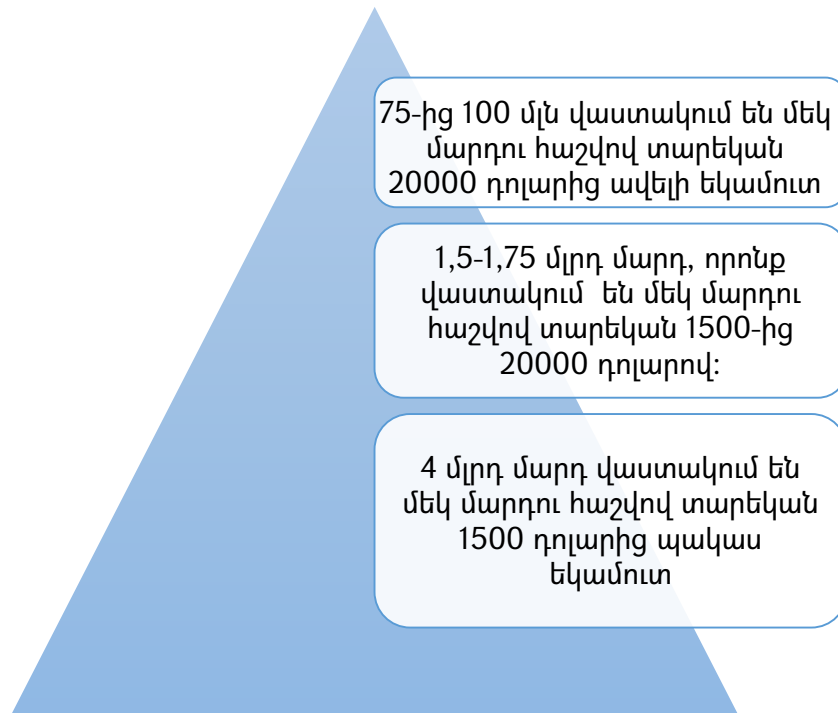 75-ից 100 մլն վաստակում են մեկ
մարդու հաշվով տարեկան
20000 դոլարից ավելի եկամուտ
1,5-1,75 մլրդ մարդ, որոնք
վաստակում  են մեկ մարդու
հաշվով տարեկան 1500-ից
20000 դոլարով:
4 մլրդ մարդ վաստակում են
մեկ մարդու հաշվով տարեկան
1500 դոլարից պակաս
եկամուտ